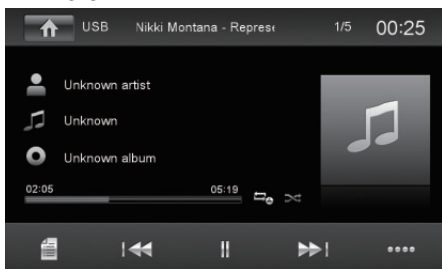 USB Nikki Montana - Represe 1/5 00:25
Unknown artist
Unknown
Unknown album
02:05 05:19